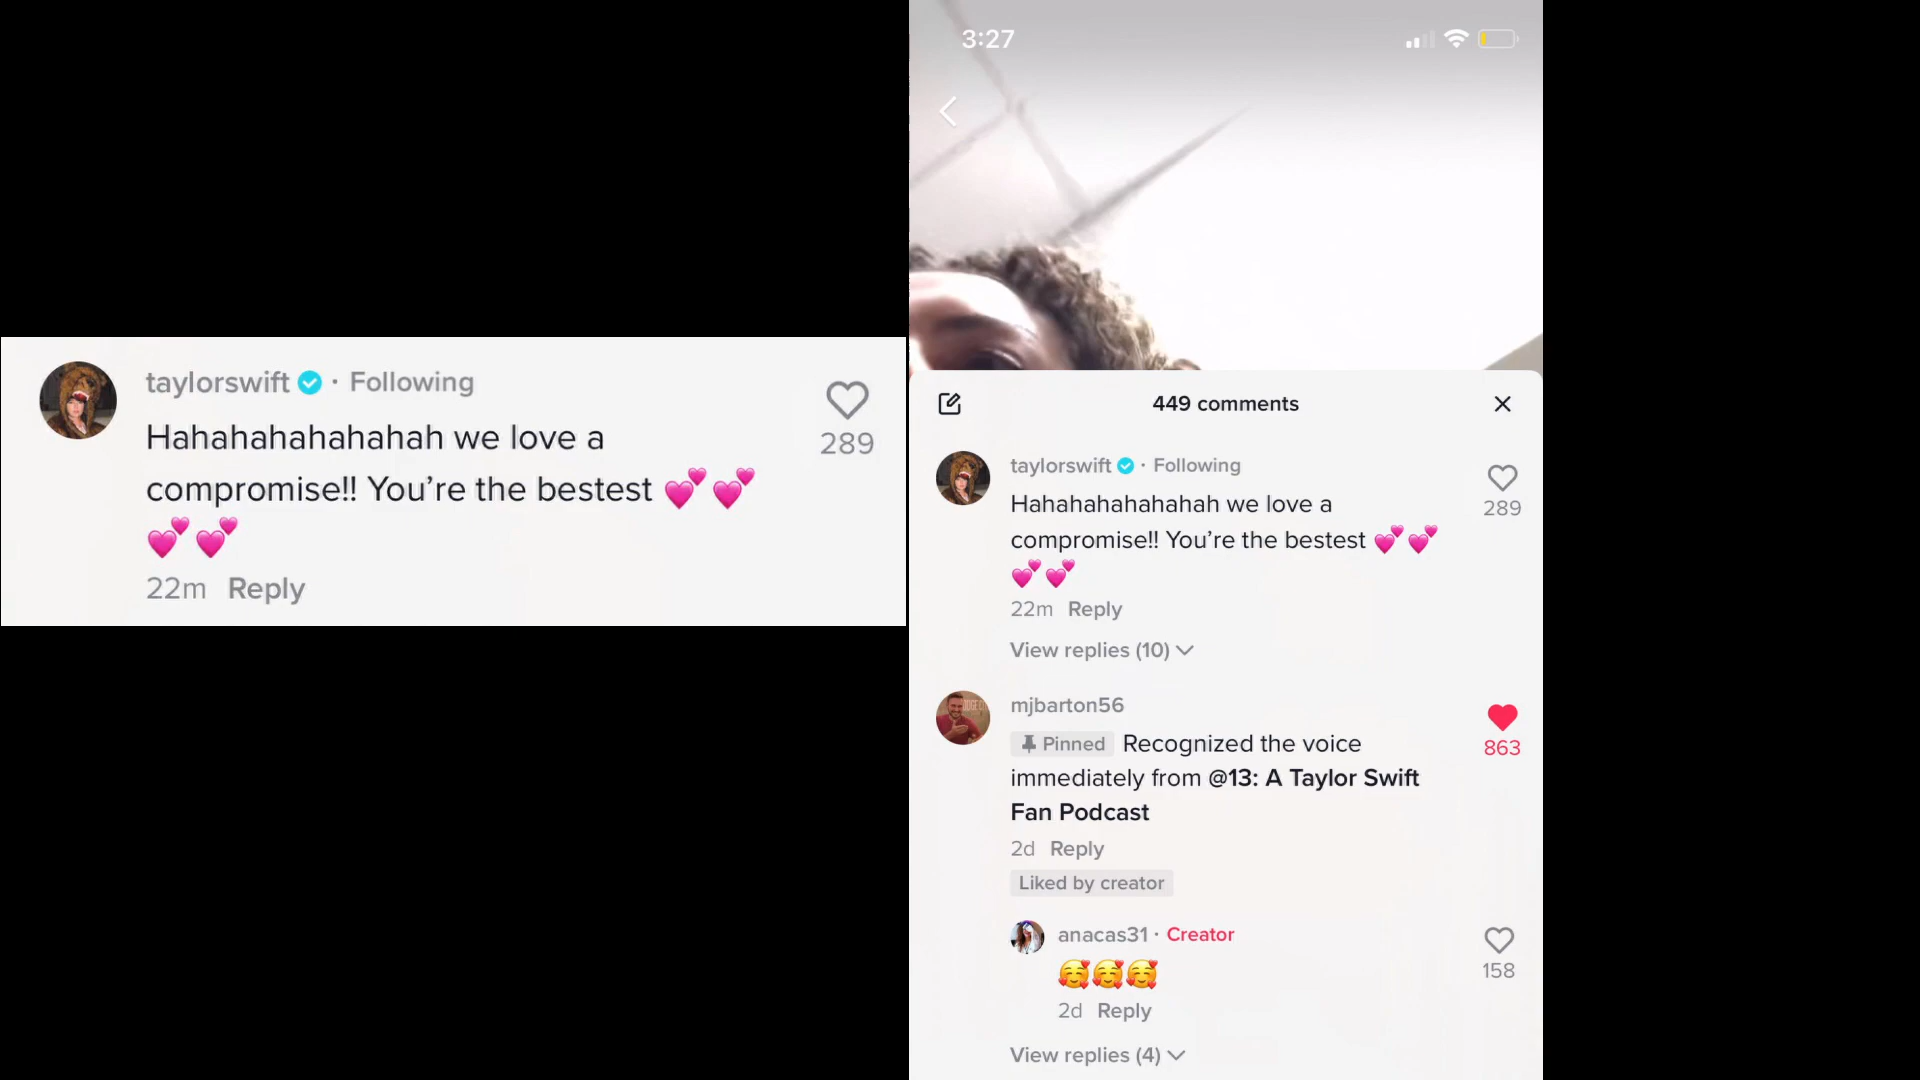 taylorswift · Following
Hahahahahahahah we love a
compromise!! You’re the bestest 💕💕
💕💕
289
22m Reply
3:27
449 comments
taylorswift · Following
Hahahahahahahah we love a
compromise!! You’re the bestest 💕💕
💕💕
289
22m Reply
View replies (10)
mjbarton56
Pinned Recognized the voice
immediately from @13: A Taylor Swift
Fan Podcast
863
2d Reply
Liked by creator
anacas31 · Creator
🥰🥰🥰
158
2d Reply
View replies (4)